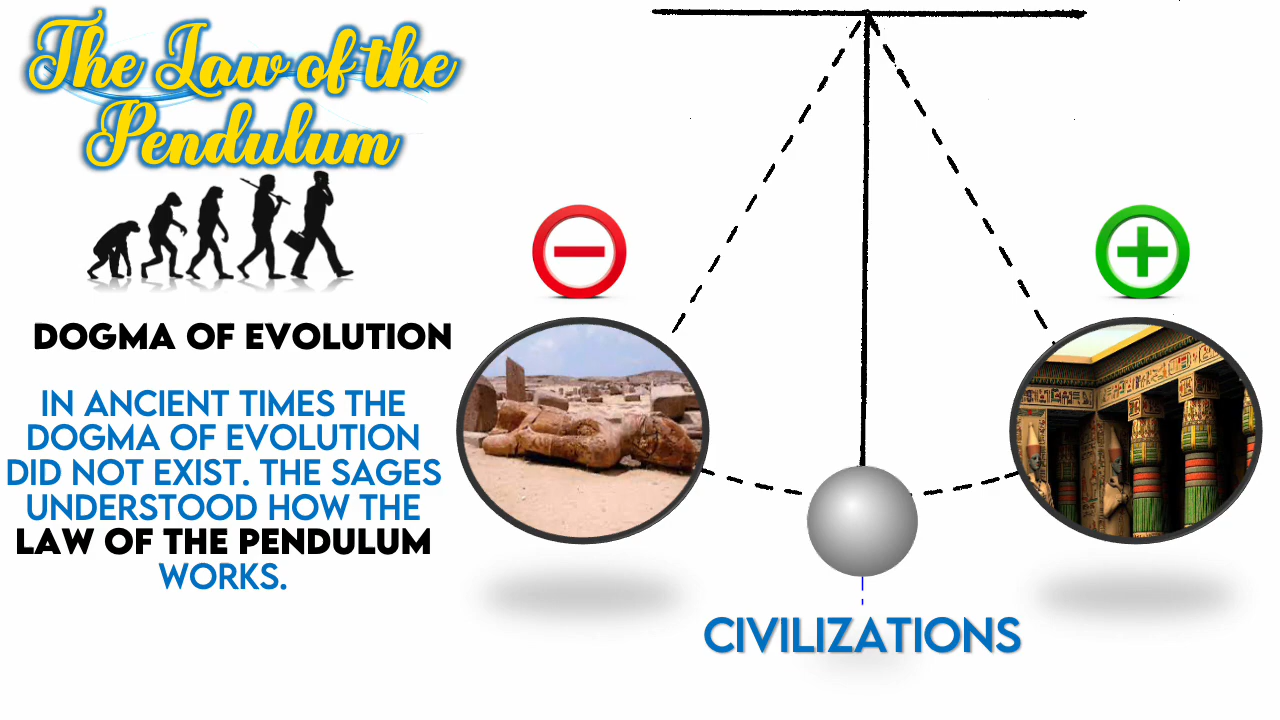 The Law of the
Pendulum
DOGMA OF EVOLUTION
IN ANCIENT TIMES THE
DOGMA OF EVOLUTION
DID NOT EXIST. THE SAGES
UNDERSTOOD HOW THE
LAW OF THE PENDULUM
WORKS.
CIVILIZATIONS